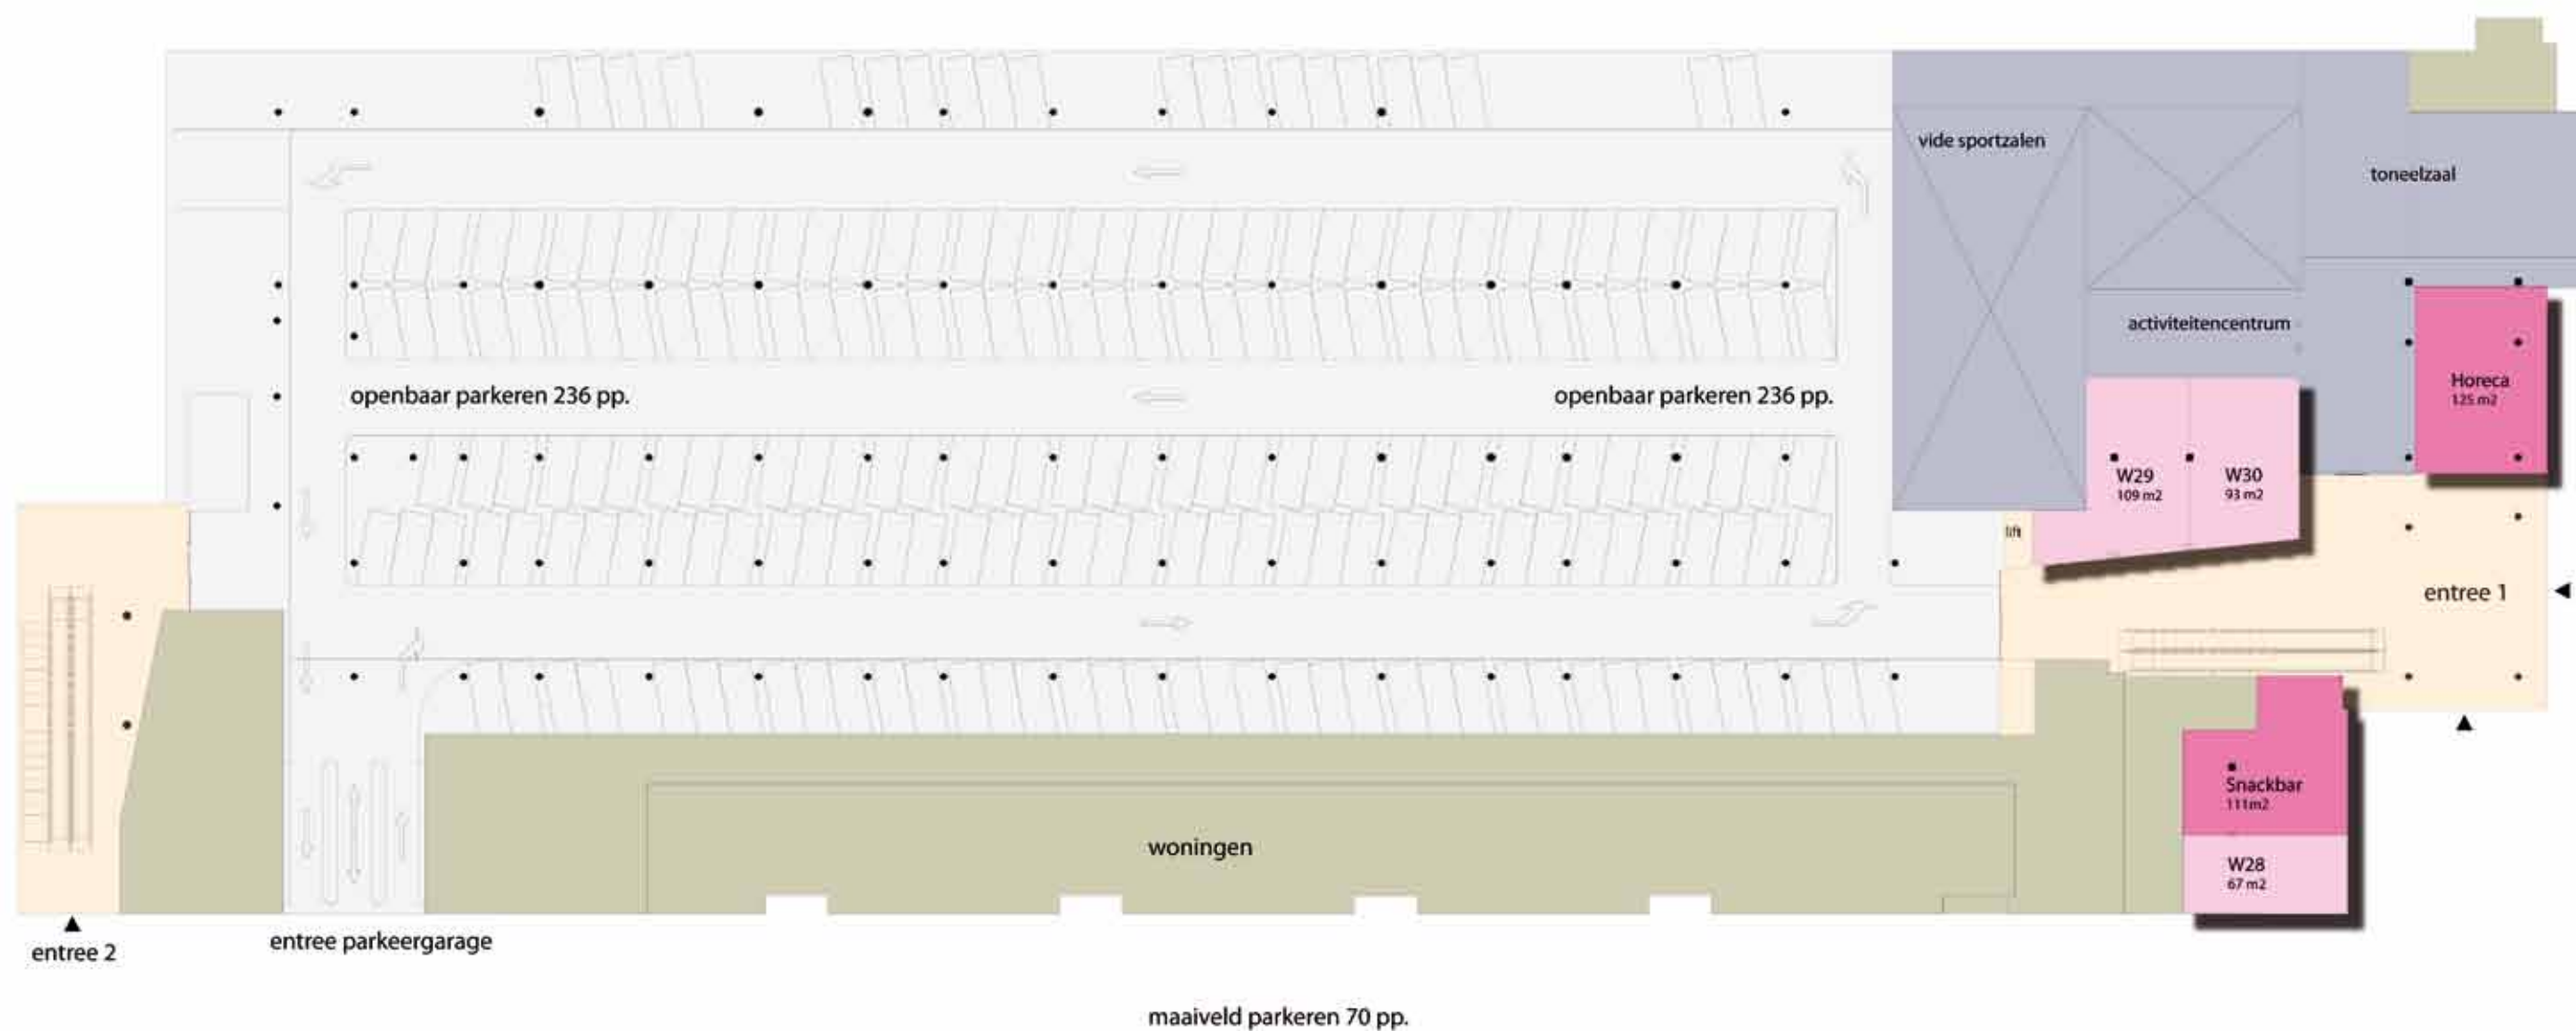 vide sportzalen
toneelzaal
activiteitencentrum
Horeca
125 m2
openbaar parkeren 236 pp.
openbaar parkeren 236 pp.
W29
109 m2
W30
93 m2
lift
entree 1
Snackbar
111m2
woningen
W28
67 m2
entree 2
entree parkeergarage
maaiveld parkeren 70 pp.